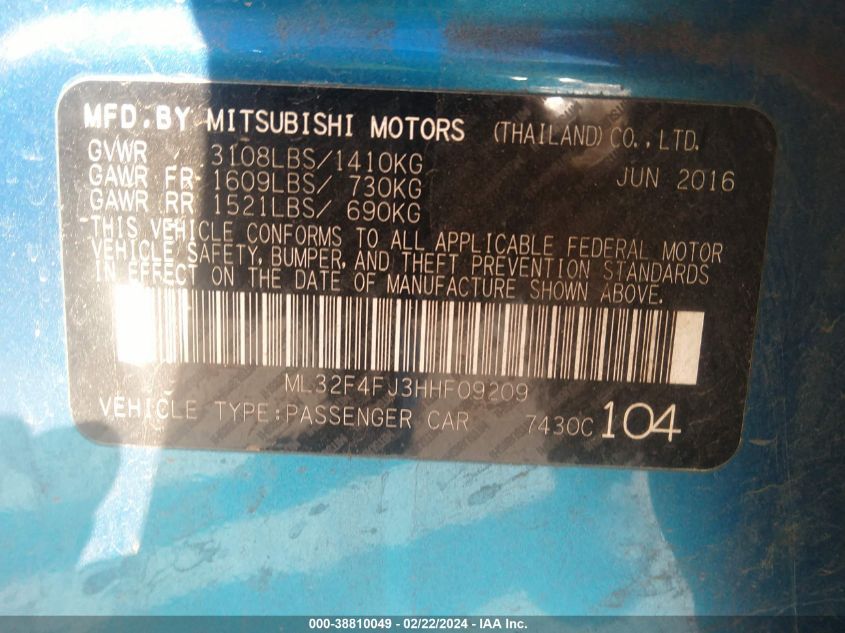 MFD.BY MITSUBISHI MOTORS (THAILAND) CO.,LTD.
GVWR 3108LBS/1410KG JUN 2016
GAWR FR 1609LBS/ 730KG
GAWR RR 1521LBS/ 690KG
THIS VEHICLE CONFORMS TO ALL APPLICABLE FEDERAL MOTOR
VEHICLE SAFETY, BUMPER, AND THEFT PREVENTION STANDARDS
IN EFFECT ON THE DATE OF MANUFACTURE SHOWN ABOVE.
ML32F4FJ3HHF09209
VEHICLE TYPE:PASSENGER CAR 7430C 104
000-38810049 - 02/22/2024 - IAA Inc.